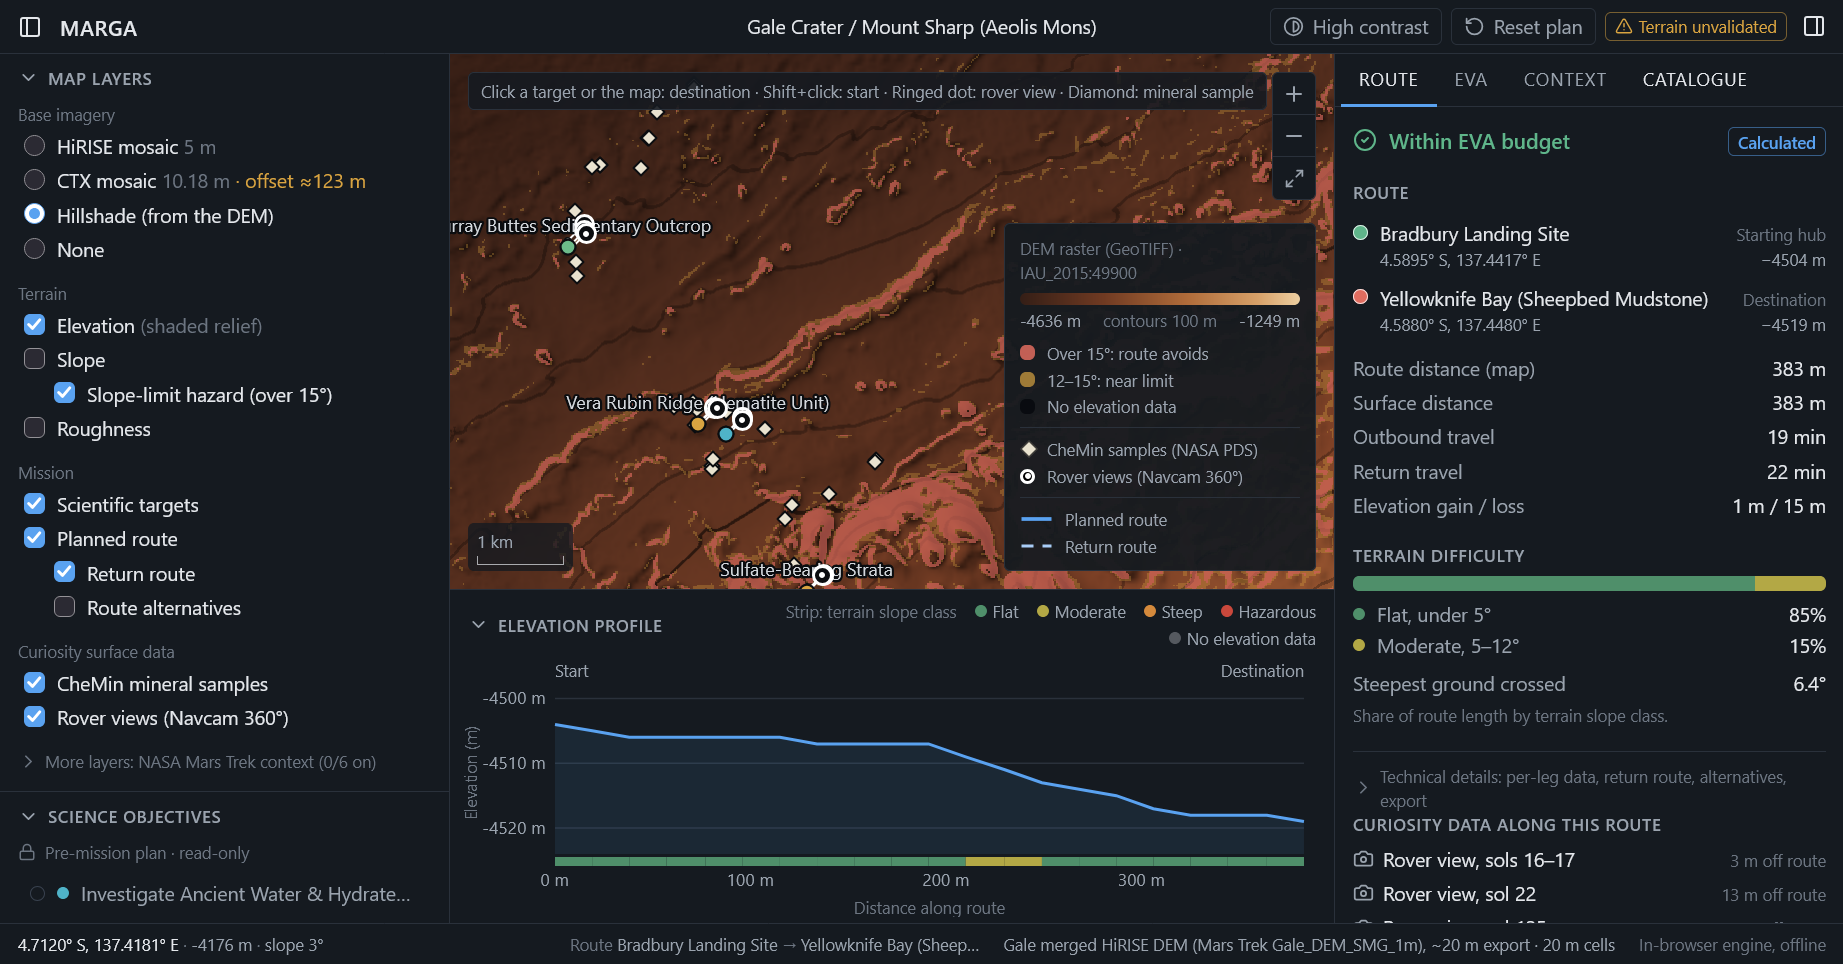 MARGA
Gale Crater / Mount Sharp (Aeolis Mons)
High contrast
Reset plan
Terrain unvalidated
MAP LAYERS
Base imagery
HiRISE mosaic 5 m
CTX mosaic 10.18 m · offset ≈123 m
Hillshade (from the DEM)
None
Terrain
Elevation (shaded relief)
Slope
Slope-limit hazard (over 15°)
Roughness
Mission
Scientific targets
Planned route
Return route
Route alternatives
Curiosity surface data
CheMin mineral samples
Rover views (Navcam 360°)
More layers: NASA Mars Trek context (0/6 on)
SCIENCE OBJECTIVES
Pre-mission plan · read-only
Investigate Ancient Water & Hydrate...
Click a target or the map: destination · Shift+click: start · Ringed dot: rover view · Diamond: mineral sample
rray Buttes Sedimentary Outcrop
Vera Rubin Ridge (Hematite Unit)
Sulfate-Bearing Strata
1 km
DEM raster (GeoTIFF) ·
IAU_2015:49900
-4636 m contours 100 m -1249 m
Over 15°: route avoids
12–15°: near limit
No elevation data
CheMin samples (NASA PDS)
Rover views (Navcam 360°)
Planned route
Return route
ELEVATION PROFILE
Strip: terrain slope class Flat Moderate Steep Hazardous
No elevation data
Start Destination
Elevation (m)
-4500 m
-4510 m
-4520 m
0 m 100 m 200 m 300 m
Distance along route
ROUTE EVA CONTEXT CATALOGUE
Within EVA budget
Calculated
ROUTE
Bradbury Landing Site Starting hub
4.5895° S, 137.4417° E −4504 m
Yellowknife Bay (Sheepbed Mudstone) Destination
4.5880° S, 137.4480° E −4519 m
Route distance (map) 383 m
Surface distance 383 m
Outbound travel 19 min
Return travel 22 min
Elevation gain / loss 1 m / 15 m
TERRAIN DIFFICULTY
Flat, under 5° 85%
Moderate, 5–12° 15%
Steepest ground crossed 6.4°
Share of route length by terrain slope class.
Technical details: per-leg data, return route, alternatives,
export
CURIOSITY DATA ALONG THIS ROUTE
Rover view, sols 16–17 3 m off route
Rover view, sol 22 13 m off route
4.7120° S, 137.4181° E · -4176 m · slope 3°
Route Bradbury Landing Site → Yellowknife Bay (Sheep...
Gale merged HiRISE DEM (Mars Trek Gale_DEM_SMG_1m), ~20 m export · 20 m cells
In-browser engine, offline